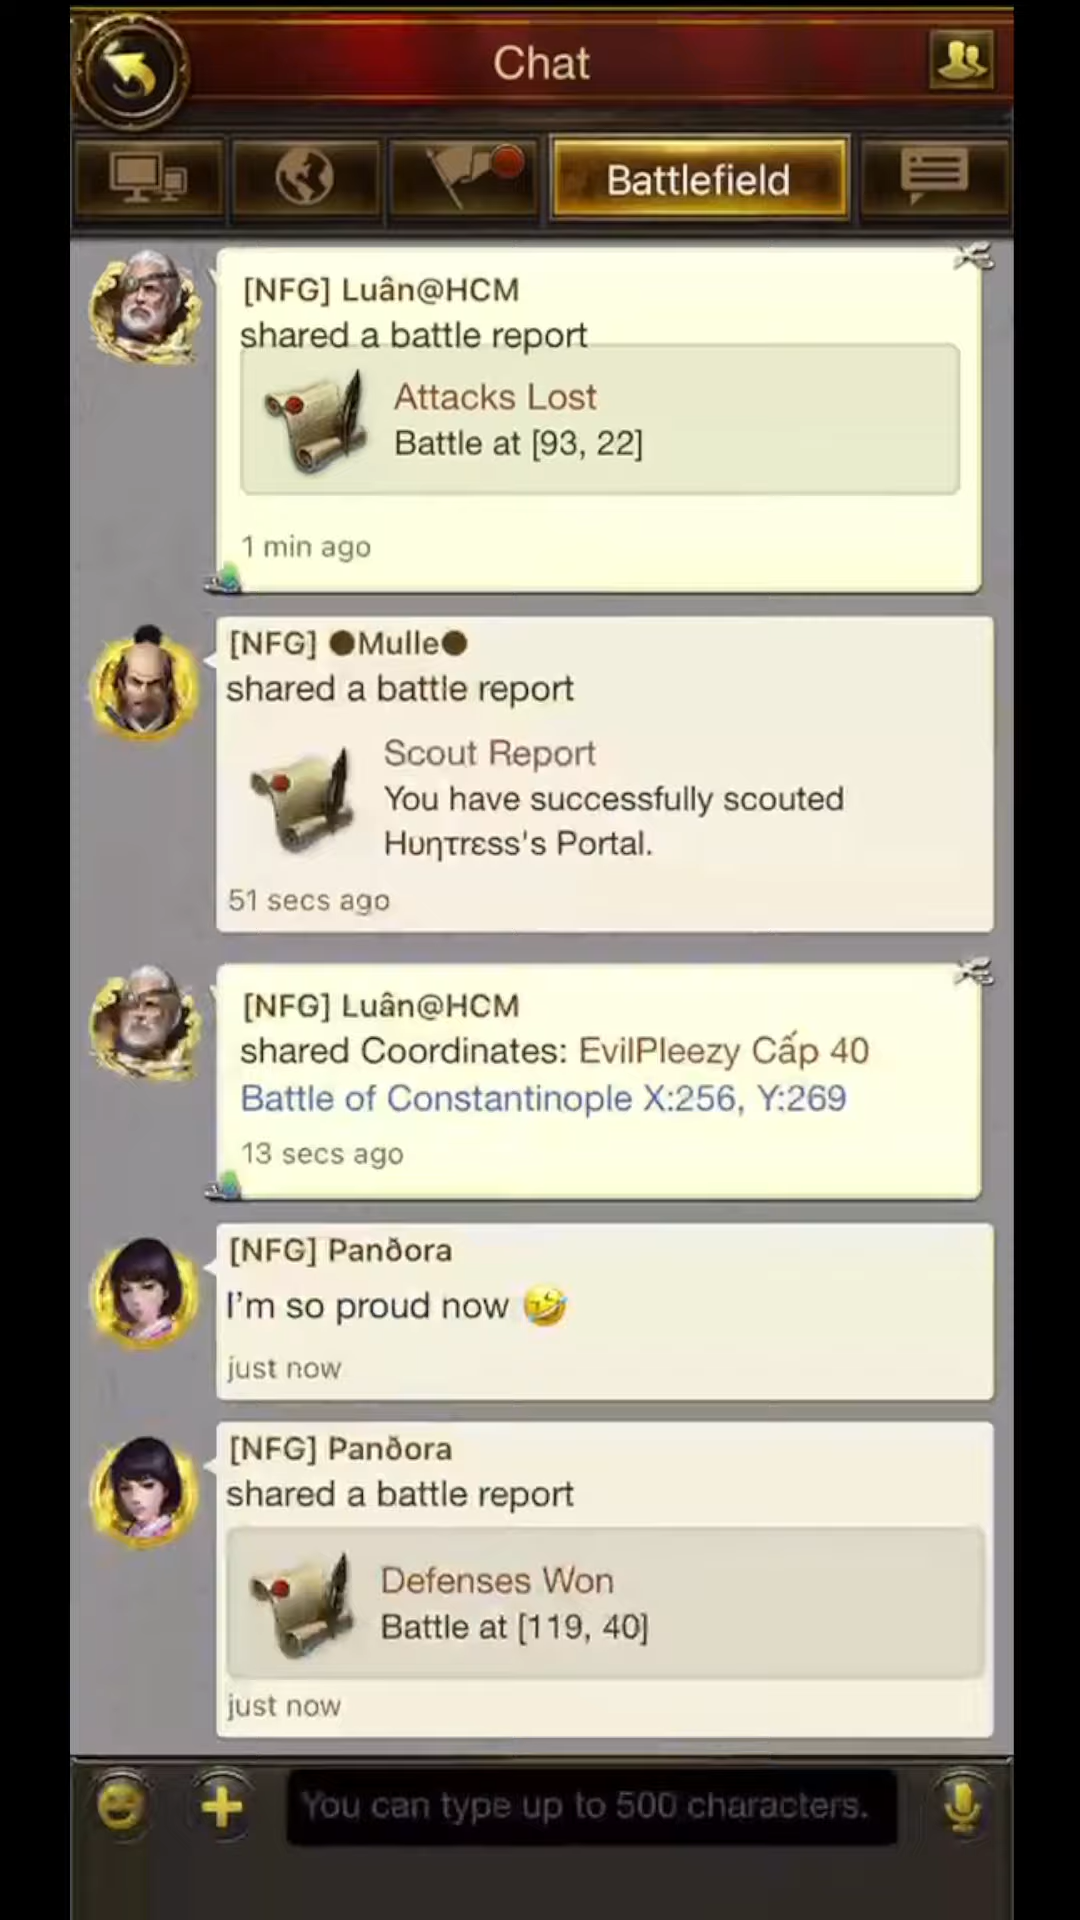 Chat
Battlefield
[NFG] Luân@HCM
shared a battle report
Attacks Lost
Battle at [93, 22]
1 min ago
[NFG] ●Mulle●
shared a battle report
Scout Report
You have successfully scouted
Hυητrεss's Portal.
51 secs ago
[NFG] Luân@HCM
shared Coordinates: EvilPleezy Cấp 40
Battle of Constantinople X:256, Y:269
13 secs ago
[NFG] Panðora
I'm so proud now 🤣
just now
[NFG] Panðora
shared a battle report
Defenses Won
Battle at [119, 40]
just now
You can type up to 500 characters.